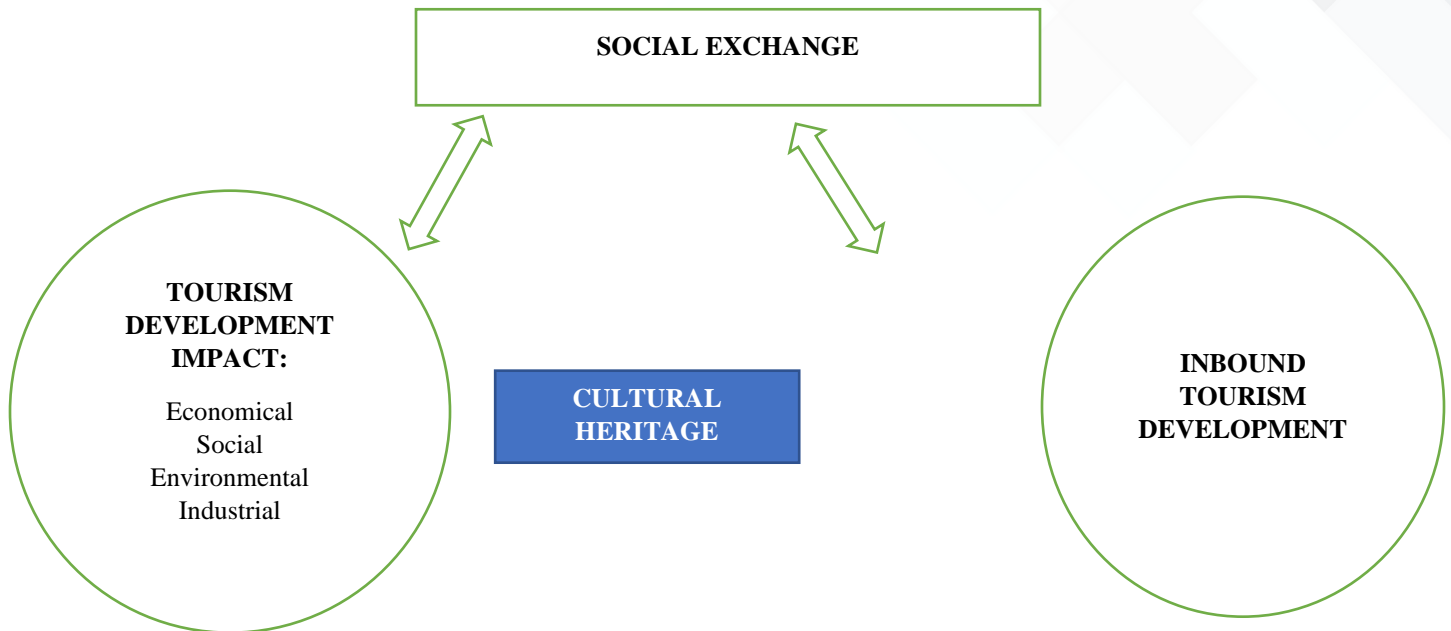 SOCIAL EXCHANGE
TOURISM
DEVELOPMENT
IMPACT:
Economical
Social
Environmental
Industrial
CULTURAL
HERITAGE
INBOUND
TOURISM
DEVELOPMENT